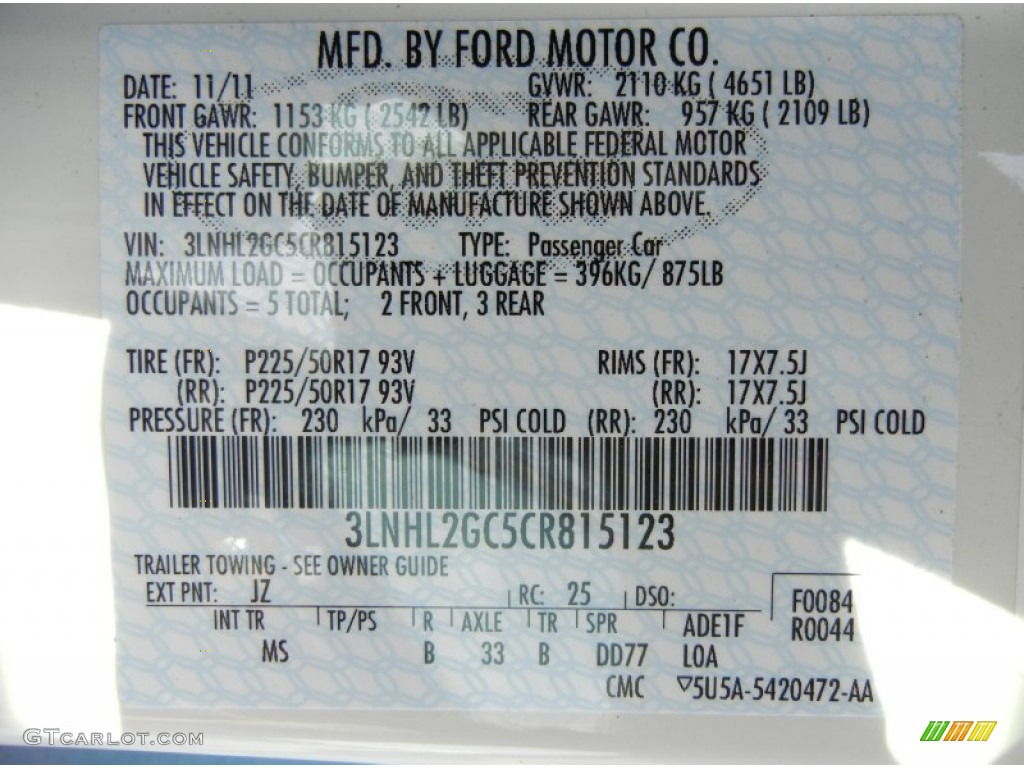 MFD. BY FORD MOTOR CO.
DATE: 11/11 GVWR: 2110 KG ( 4651 LB)
FRONT GAWR: 1153 KG ( 2542 LB) REAR GAWR: 957 KG ( 2109 LB)
THIS VEHICLE CONFORMS TO ALL APPLICABLE FEDERAL MOTOR
VEHICLE SAFETY, BUMPER, AND THEFT PREVENTION STANDARDS
IN EFFECT ON THE DATE OF MANUFACTURE SHOWN ABOVE.
VIN: 3LNHL2GC5CR815123 TYPE: Passenger Car
MAXIMUM LOAD = OCCUPANTS + LUGGAGE = 396KG/ 875LB
OCCUPANTS = 5 TOTAL; 2 FRONT, 3 REAR
TIRE (FR): P225/50R17 93V RIMS (FR): 17X7.5J
(RR): P225/50R17 93V (RR): 17X7.5J
PRESSURE (FR): 230 kPa/ 33 PSI COLD (RR): 230 kPa/ 33 PSI COLD
3LNHL2GC5CR815123
TRAILER TOWING - SEE OWNER GUIDE
EXT PNT: JZ RC: 25 DSO: F0084
INT TR TP/PS R AXLE TR SPR ADE1F R0044
MS B 33 B DD77 LOA
CMC ▽5U5A-5420472-AA
GTCARLOT.COM